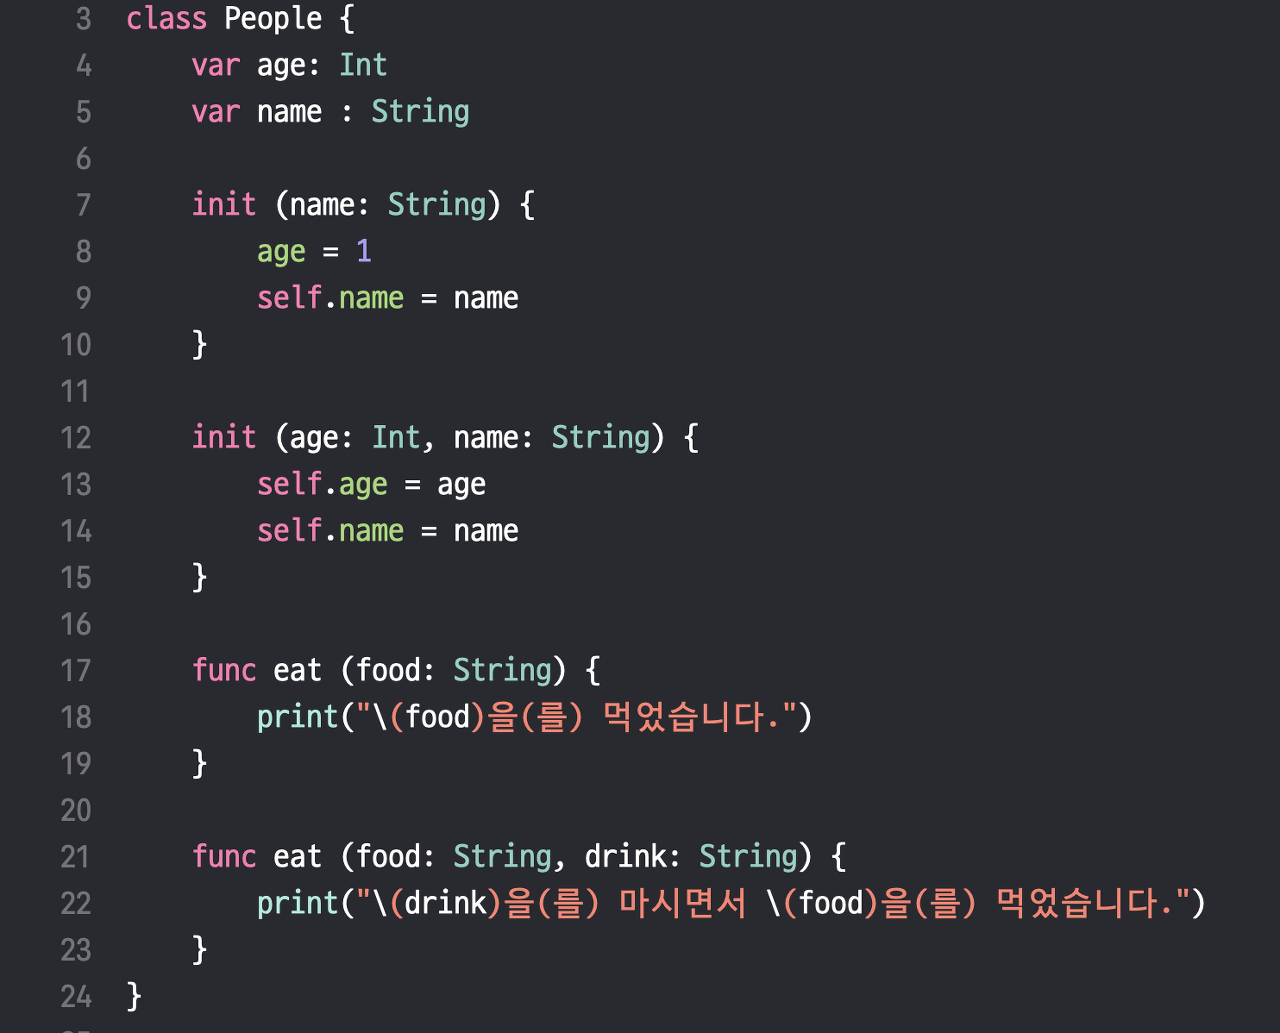 3 class People {
4     var age: Int
5     var name : String
6
7     init (name: String) {
8         age = 1
9         self.name = name
10     }
11
12     init (age: Int, name: String) {
13         self.age = age
14         self.name = name
15     }
16
17     func eat (food: String) {
18         print("\(food)을(를) 먹었습니다.")
19     }
20
21     func eat (food: String, drink: String) {
22         print("\(drink)을(를) 마시면서 \(food)을(를) 먹었습니다.")
23     }
24 }